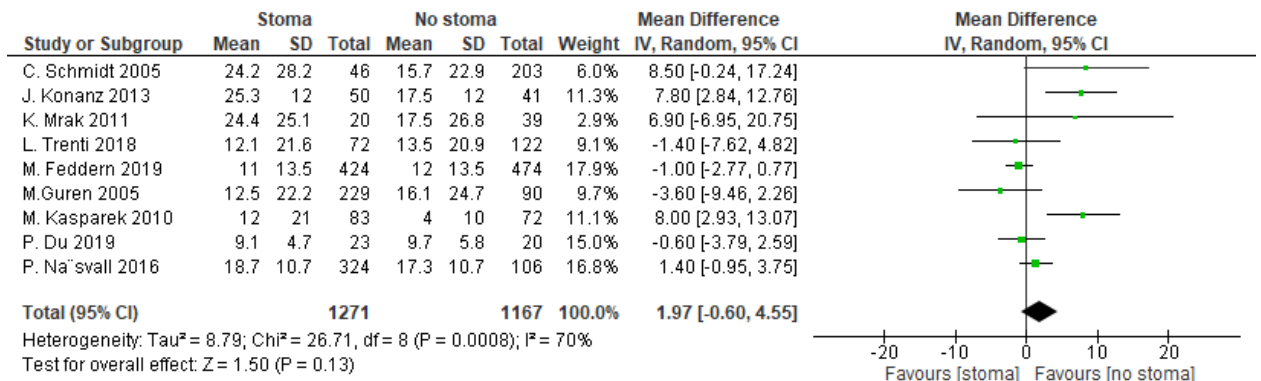 Stoma No stoma Mean Difference Mean Difference
Study or Subgroup Mean SD Total Mean SD Total Weight IV, Random, 95% CI IV, Random, 95% CI
C. Schmidt 2005 24.2 28.2 46 15.7 22.9 203 6.0% 8.50 [-0.24, 17.24]
J. Konanz 2013 25.3 12 50 17.5 12 41 11.3% 7.80 [2.84, 12.76]
K. Mrak 2011 24.4 25.1 20 17.5 26.8 39 2.9% 6.90 [-6.95, 20.75]
L. Trenti 2018 12.1 21.6 72 13.5 20.9 122 9.1% -1.40 [-7.62, 4.82]
M. Feddern 2019 11 13.5 424 12 13.5 474 17.9% -1.00 [-2.77, 0.77]
M.Guren 2005 12.5 22.2 229 16.1 24.7 90 9.7% -3.60 [-9.46, 2.26]
M. Kasparek 2010 12 21 83 4 10 72 11.1% 8.00 [2.93, 13.07]
P. Du 2019 9.1 4.7 23 9.7 5.8 20 15.0% -0.60 [-3.79, 2.59]
P. Na¨svall 2016 18.7 10.7 324 17.3 10.7 106 16.8% 1.40 [-0.95, 3.75]
Total (95% CI) 1271 1167 100.0% 1.97 [-0.60, 4.55]
Heterogeneity: Tau² = 8.79; Chi² = 26.71, df = 8 (P = 0.0008); I² = 70%
Test for overall effect: Z = 1.50 (P = 0.13)
-20 -10 0 10 20
Favours [stoma] Favours [no stoma]